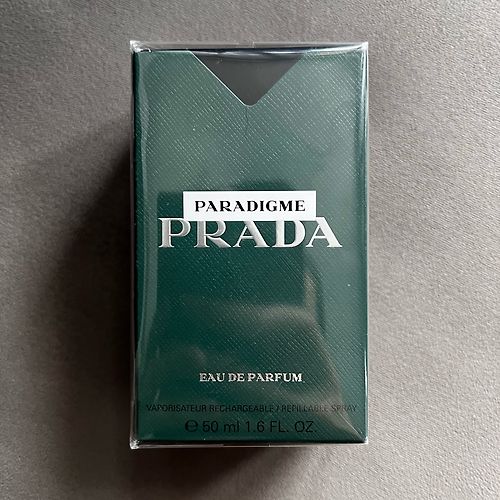 PARADIGME
PRADA
EAU DE PARFUM
VAPORISATEUR RECHARGEABLE / REFILLABLE SPRAY
℮ 50 ml 1.6 FL. OZ.